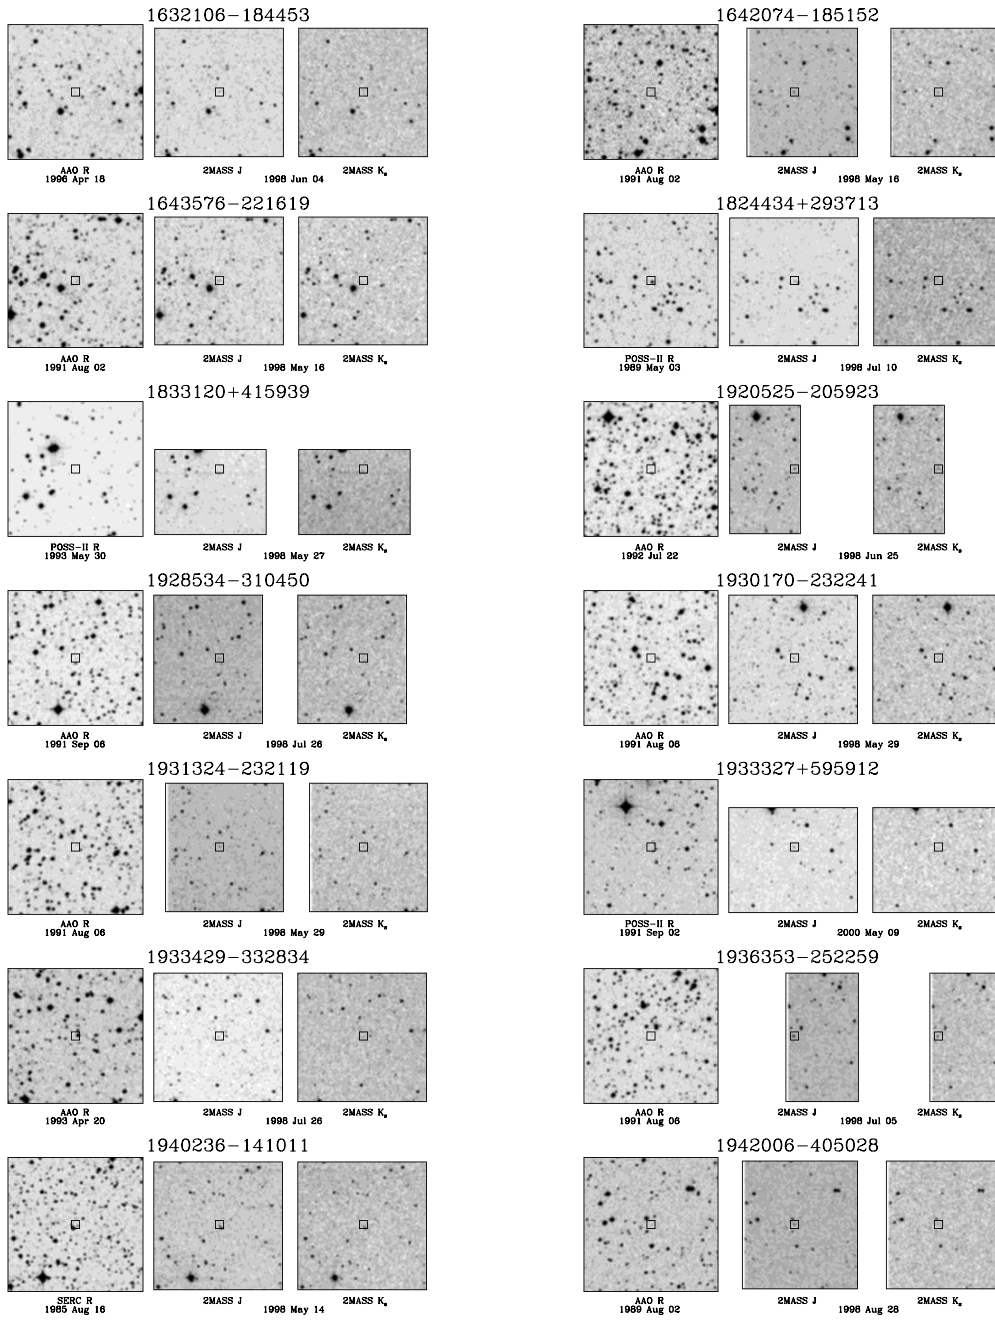 1632106−184453
AAO R 2MASS J 2MASS Ks
1996 Apr 18 1998 Jun 04
1642074−185152
AAO R 2MASS J 2MASS Ks
1991 Aug 02 1998 May 16
1643576−221619
AAO R 2MASS J 2MASS Ks
1991 Aug 02 1998 May 16
1824434+293713
POSS−II R 2MASS J 2MASS Ks
1989 May 03 1998 Jul 10
1833120+415939
POSS−II R 2MASS J 2MASS Ks
1993 May 30 1998 May 27
1920525−205923
AAO R 2MASS J 2MASS Ks
1992 Jul 22 1998 Jun 25
1928534−310450
AAO R 2MASS J 2MASS Ks
1991 Sep 06 1998 Jul 26
1930170−232241
AAO R 2MASS J 2MASS Ks
1991 Aug 06 1998 May 29
1931324−232119
AAO R 2MASS J 2MASS Ks
1991 Aug 06 1998 May 29
1933327+595912
POSS−II R 2MASS J 2MASS Ks
1991 Sep 02 2000 May 09
1933429−332834
AAO R 2MASS J 2MASS Ks
1993 Apr 20 1998 Jul 26
1936353−252259
AAO R 2MASS J 2MASS Ks
1991 Aug 06 1998 Jul 05
1940236−141011
SERC R 2MASS J 2MASS Ks
1985 Aug 16 1998 May 14
1942006−405028
AAO R 2MASS J 2MASS Ks
1989 Aug 02 1998 Aug 28